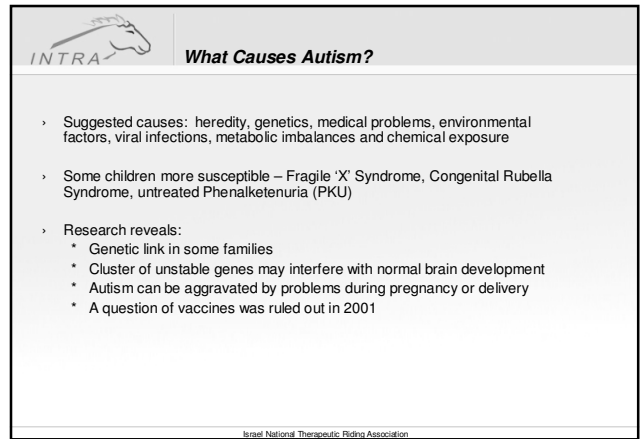 INTRA
What Causes Autism?
› Suggested causes: heredity, genetics, medical problems, environmental
factors, viral infections, metabolic imbalances and chemical exposure
› Some children more susceptible – Fragile ‘X’ Syndrome, Congenital Rubella
Syndrome, untreated Phenalketenuria (PKU)
› Research reveals:
* Genetic link in some families
* Cluster of unstable genes may interfere with normal brain development
* Autism can be aggravated by problems during pregnancy or delivery
* A question of vaccines was ruled out in 2001
Israel National Therapeutic Riding Association